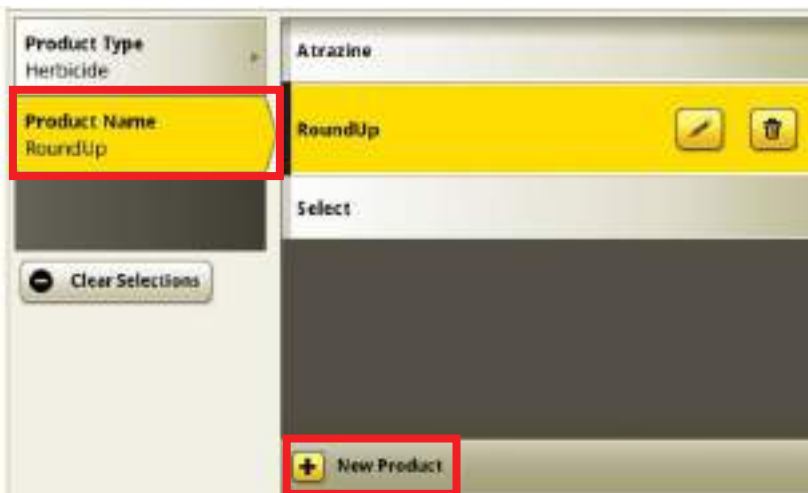 Product Type
Herbicide
Product Name
RoundUp
Clear Selections
Atrazine
RoundUp
Select
New Product